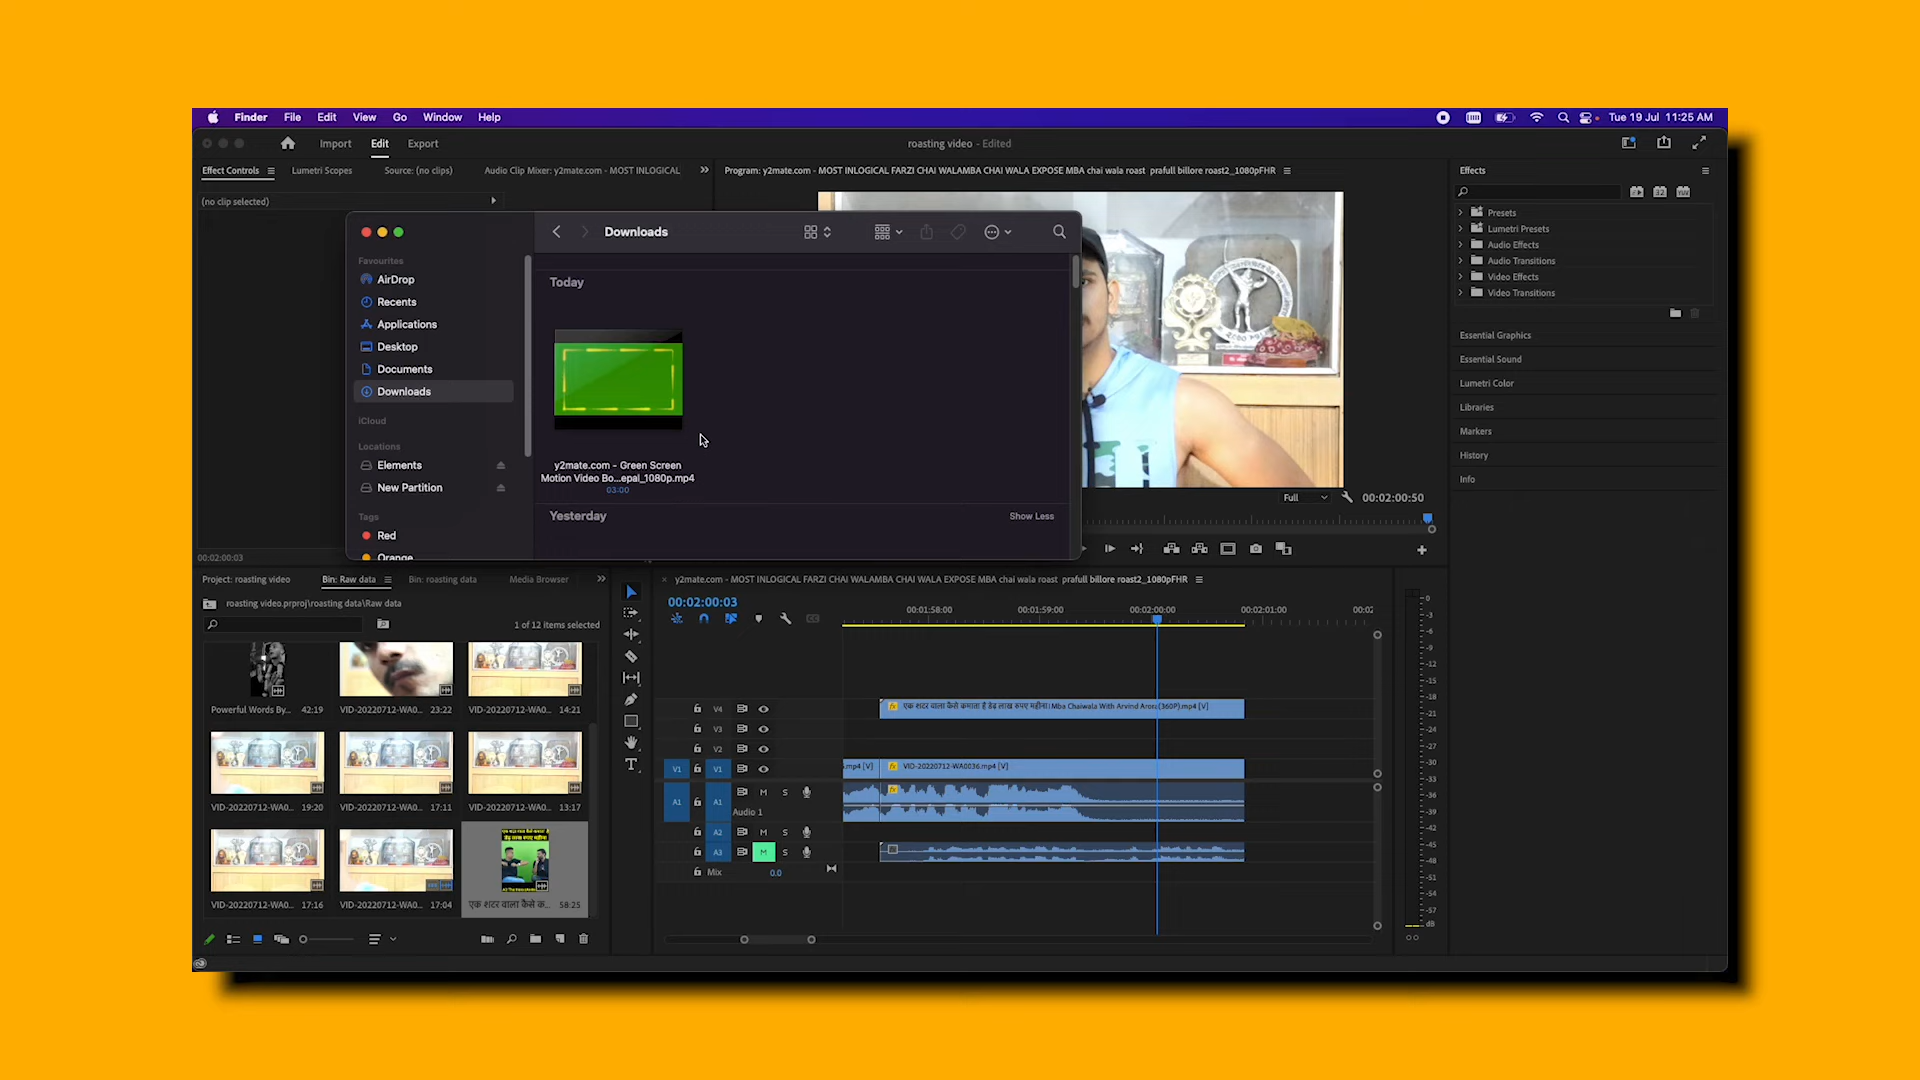 Finder File Edit View Go Window Help
Tue 19 Jul 11:25 AM
Import Edit Export
roasting video - Edited
Effect Controls Lumetri Scopes Source: (no clips) Audio Clip Mixer: y2mate.com - MOST INLOGICAL
Program: y2mate.com - MOST INLOGICAL FARZI CHAI WALAMBA CHAI WALA EXPOSE MBA chai wala roast prafull billore roast2_1080pFHR
Effects
(no clip selected)
Presets
Lumetri Presets
Audio Effects
Audio Transitions
Video Effects
Video Transitions
Essential Graphics
Essential Sound
Lumetri Color
Libraries
Markers
History
Info
Downloads
Favourites
AirDrop
Recents
Applications
Desktop
Documents
Downloads
iCloud
Locations
Elements
New Partition
Tags
Red
Orange
Today
y2mate.com - Green Screen
Motion Video Bo...epal_1080p.mp4
03:00
Yesterday
Show Less
Full
00:02:00:50
00:02:00:03
Project: roasting video Bin: Raw data Bin: roasting data Media Browser
roasting video.prproj\roasting data\Raw data
1 of 12 items selected
Powerful Words By... 42:19
VID-20220712-WA0... 23:22
VID-20220712-WA0... 14:21
VID-20220712-WA0... 19:20
VID-20220712-WA0... 17:11
VID-20220712-WA0... 13:17
VID-20220712-WA0... 17:16
VID-20220712-WA0... 17:04
एक शटर वाला कैसे क... 58:25
y2mate.com - MOST INLOGICAL FARZI CHAI WALAMBA CHAI WALA EXPOSE MBA chai wala roast prafull billore roast2_1080pFHR
00:02:00:03
00:01:58:00 00:01:59:00 00:02:00:00 00:02:01:00 00:02
V4
fx एक शटर वाला कैसे कमाता है डेढ़ लाख रुपए महीना।Mba Chaiwala With Arvind Arora(360P).mp4 [V]
V3
V2
V1 V1
.mp4 [V]
fx VID-20220712-WA0036.mp4 [V]
A1 A1 M S
fx
Audio 1
A2 M S
A3 M S
Mix 0.0
0
-3
-6
-9
-12
-15
-18
-21
-24
-27
-30
-33
-36
-39
-42
-45
-48
-51
-54
-57
dB